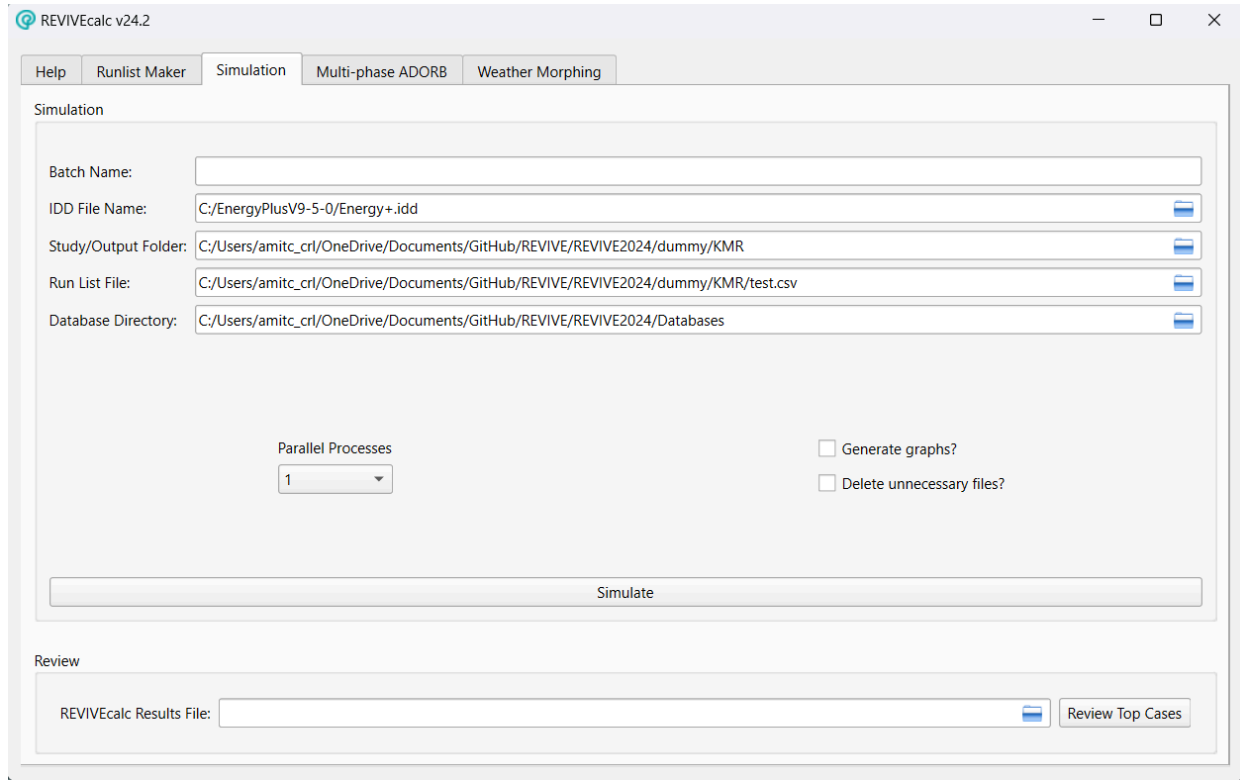 REVIVEcalc v24.2
Help Runlist Maker Simulation Multi-phase ADORB Weather Morphing
Simulation
Batch Name:
IDD File Name: C:/EnergyPlusV9-5-0/Energy+.idd
Study/Output Folder: C:/Users/amitc_crl/OneDrive/Documents/GitHub/REVIVE/REVIVE2024/dummy/KMR
Run List File: C:/Users/amitc_crl/OneDrive/Documents/GitHub/REVIVE/REVIVE2024/dummy/KMR/test.csv
Database Directory: C:/Users/amitc_crl/OneDrive/Documents/GitHub/REVIVE/REVIVE2024/Databases
Parallel Processes Generate graphs?
1 Delete unnecessary files?
Simulate
Review
REVIVEcalc Results File: Review Top Cases